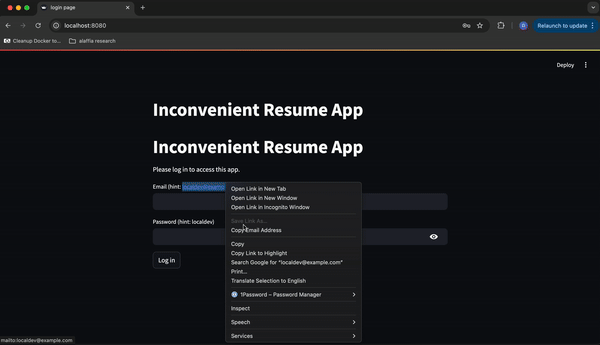 login page
localhost:8080
Relaunch to update
Cleanup Docker to...
aiaffia research
Deploy
Inconvenient Resume App
Inconvenient Resume App
Please log in to access this app.
Email (hint: localdev@example
Password (hint: localdev)
Log in
Open Link in New Tab
Open Link in New Window
Open Link in Incognito Window
Save Link As...
Copy Email Address
Copy
Copy Link to Highlight
Search Google for "localdev@example.com"
Print...
Translate Selection to English
1Password – Password Manager
Inspect
Speech
Services
mailto:localdev@example.com